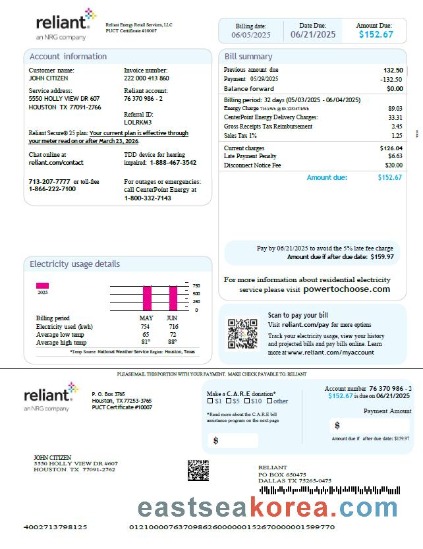 reliant
an NRG company
Reliant Energy Retail Services, LLC
PUCT Certificate #10007
Billing date:
06/05/2025
Date Due:
06/21/2025
Amount Due:
$152.67
Account information
Customer name:
JOHN CITIZEN
Invoice number:
222 000 413 860
Service address:
5550 HOLLY VIEW DR 607
HOUSTON TX 77091-2766
Reliant account:
76 370 986 - 2
Referral ID:
LOLRKM3
Reliant Secure® 25 plan: Your current plan is effective through
your meter read on or after March 23, 2026.
Chat online at
reliant.com/contact
TDD device for hearing
impaired: 1-888-467-3542
713-207-7777 or toll-fee
1-866-222-7100
For outages or emergencies:
call CenterPoint Energy at
1-800-332-7143
Bill summary
Previous amount due 132.50
Payment 05/29/2025 -132.50
Balance forward $0.00
Billing period: 32 days (05/03/2025 - 06/04/2025)
Energy Charge 89.03
CenterPoint Energy Delivery Charges: 33.31
Gross Receipts Tax Reimbursement 2.45
Sales Tax 1% 1.25
Current charges $126.04
Late Payment Penalty $6.63
Disconnect Notice Fee $20.00
Amount due: $152.67
Pay by 06/21/2025 to avoid the 5% late fee charge
Amount due if after due date: $159.97
For more information about residential electricity
service please visit powertochoose.com
Electricity usage details
2025
750
500
250
0
Billing period MAY JUN
Electricity used (kwh) 754 716
Average low temp 65 72
Average high temp 81° 88°
*Temp Source: National Weather Service Region: Houston, Texas
Scan to pay your bill
Visit reliant.com/pay for more options
Track your electricity usage, view your history
and projected bills and pay bills online. Learn
more at www.reliant.com/myaccount
PLEASE EMAIL THIS PORTION WITH YOUR PAYMENT. MAKE CHECK PAYABLE TO. RELIANT
reliant
an NRG company
P. O. Box 3765
Houston, TX 77253-3765
PUCT Certificate #10007
Make a C.A.R.E donation*
$1 $5 $10 other
*Read more about the C.A.R.E bill
assistance program on the next page
$
Account number 76 370 986 - 2
$152.67 is due on 06/21/2025
Payment Amount
$
Amount due if after due date: $159.97
JOHN CITIZEN
5550 HOLLY VIEW DR #607
HOUSTON TX 77091-2762
RELIANT
PO BOX 650475
DALLAS TX 75265-0475
eastseakorea.com
4002713798125